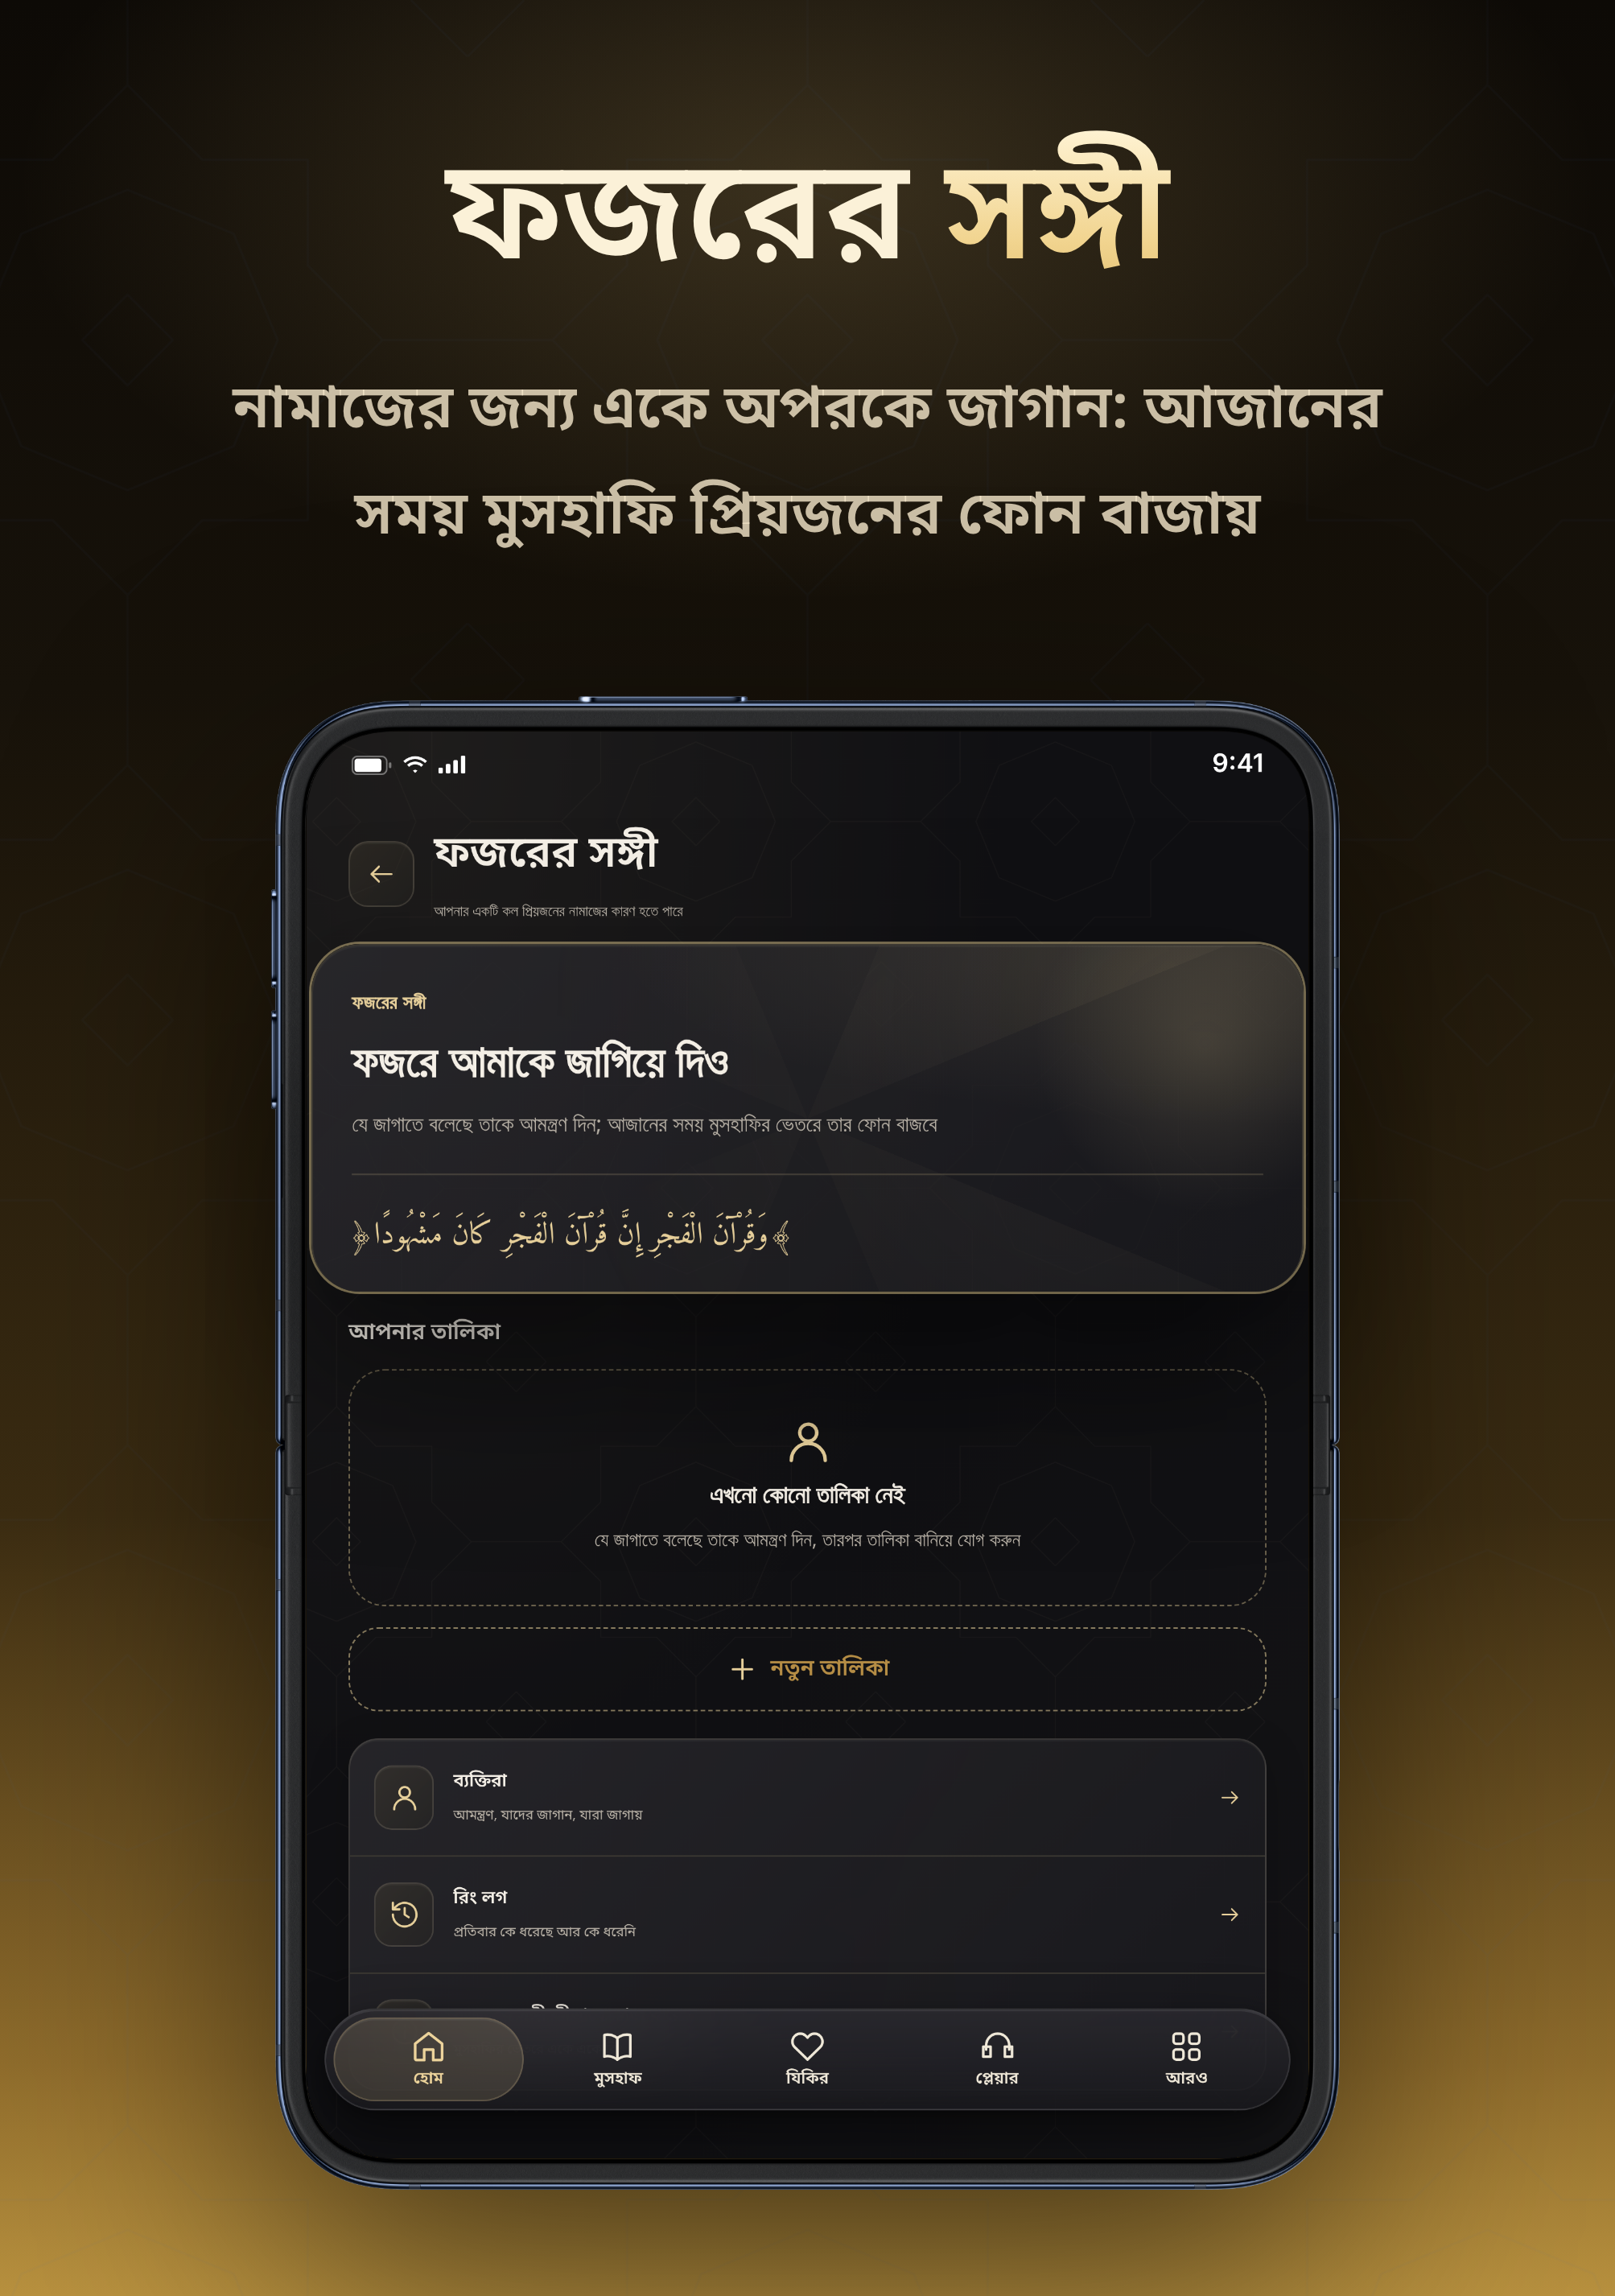 ফজরের সঙ্গী
নামাজের জন্য একে অপরকে জাগান: আজানের
সময় মুসহাফি প্রিয়জনের ফোন বাজায়
9:41
ফজরের সঙ্গী
আপনার একটি কল প্রিয়জনের নামাজের কারণ হতে পারে
ফজরের সঙ্গী
ফজরে আমাকে জাগিয়ে দিও
যে জাগাতে বলেছে তাকে আমন্ত্রণ দিন; আজানের সময় মুসহাফির ভেতরে তার ফোন বাজবে
﴿وَقُرْآنَ الْفَجْرِ إِنَّ قُرْآنَ الْفَجْرِ كَانَ مَشْهُودًا﴾
আপনার তালিকা
এখনো কোনো তালিকা নেই
যে জাগাতে বলেছে তাকে আমন্ত্রণ দিন, তারপর তালিকা বানিয়ে যোগ করুন
নতুন তালিকা
ব্যক্তিরা
আমন্ত্রণ, যাদের জাগান, যারা জাগায়
রিং লগ
প্রতিবার কে ধরেছে আর কে ধরেনি
হোম
মুসহাফ
যিকির
প্লেয়ার
আরও